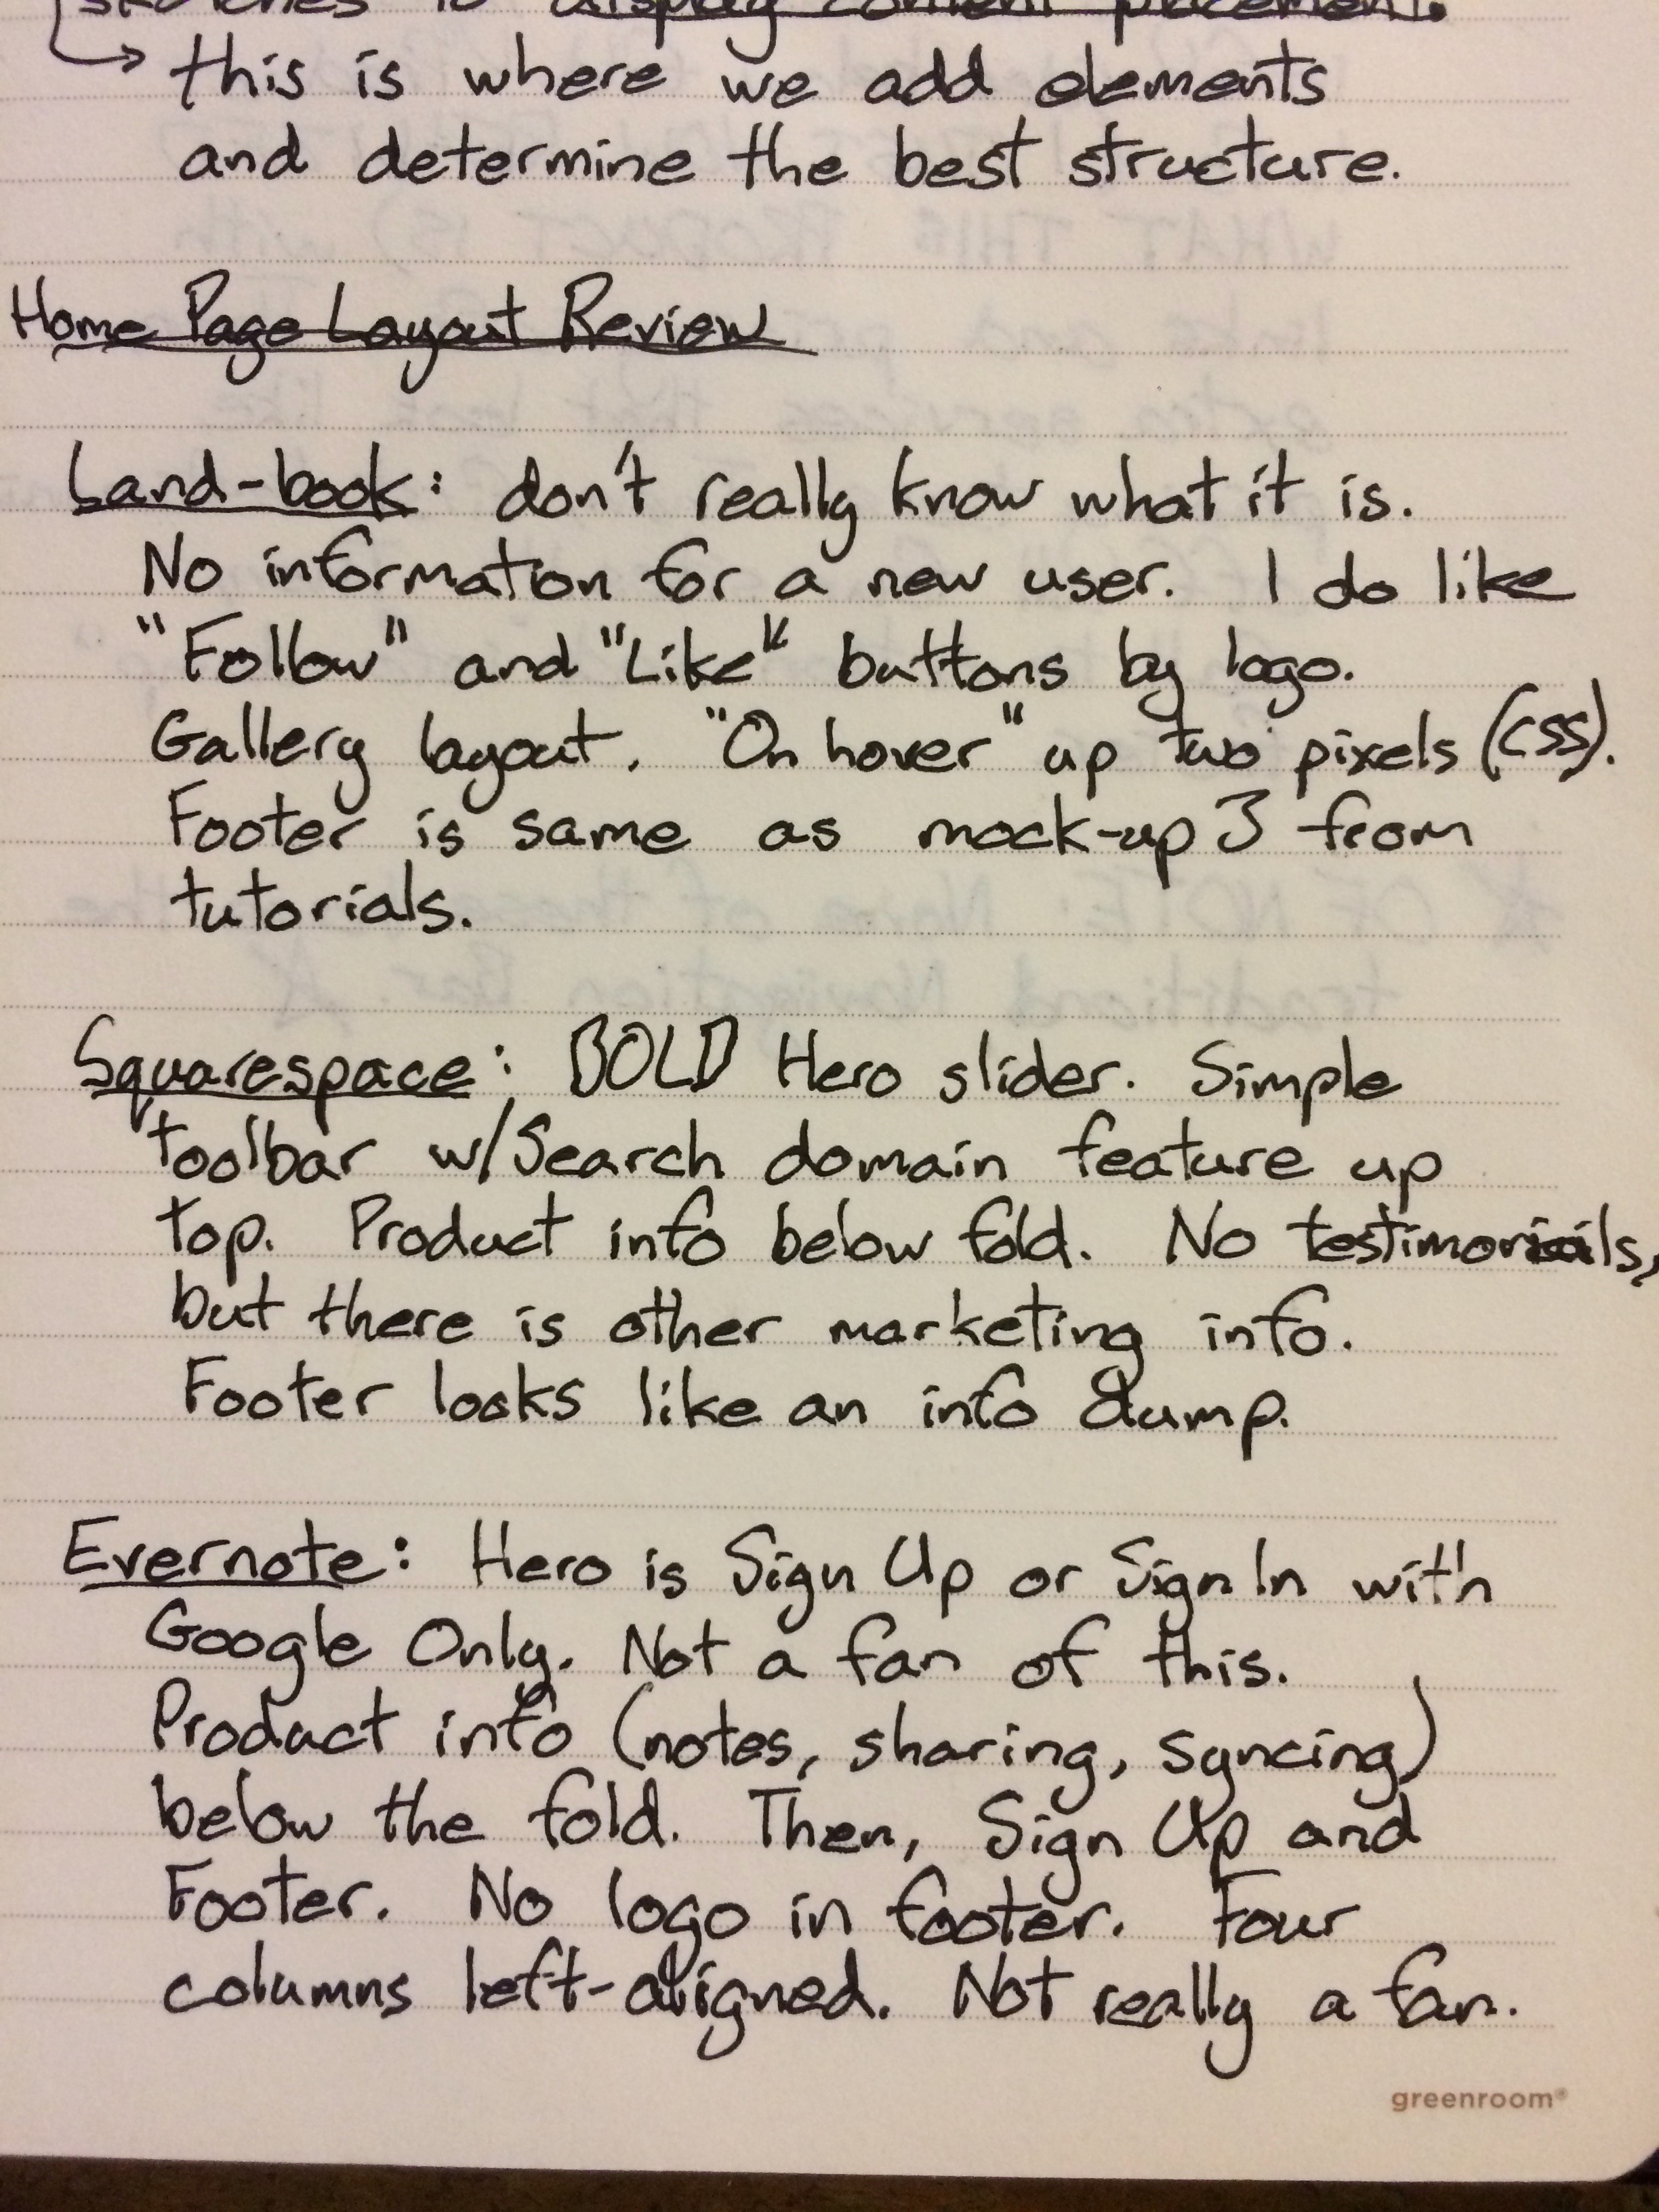 sketches to display content placement.
↳ this is where we add elements
and determine the best structure.
Home Page Layout Review
Land-book: don't really know what it is.
No information for a new user. I do like
"Follow" and "Like" buttons by logo.
Gallery layout. "On hover" up two pixels (CSS).
Footer is same as mock-up 3 from
tutorials.
Squarespace: BOLD Hero slider. Simple
toolbar w/Search domain feature up
top. Product info below fold. No testimonials,
but there is other marketing info.
Footer looks like an info dump.
Evernote: Hero is Sign Up or Sign In with
Google Only. Not a fan of this.
Product info (notes, sharing, syncing)
below the fold. Then, Sign Up and
Footer. No logo in footer. Four
columns left-aligned. Not really a fan.
greenroom®